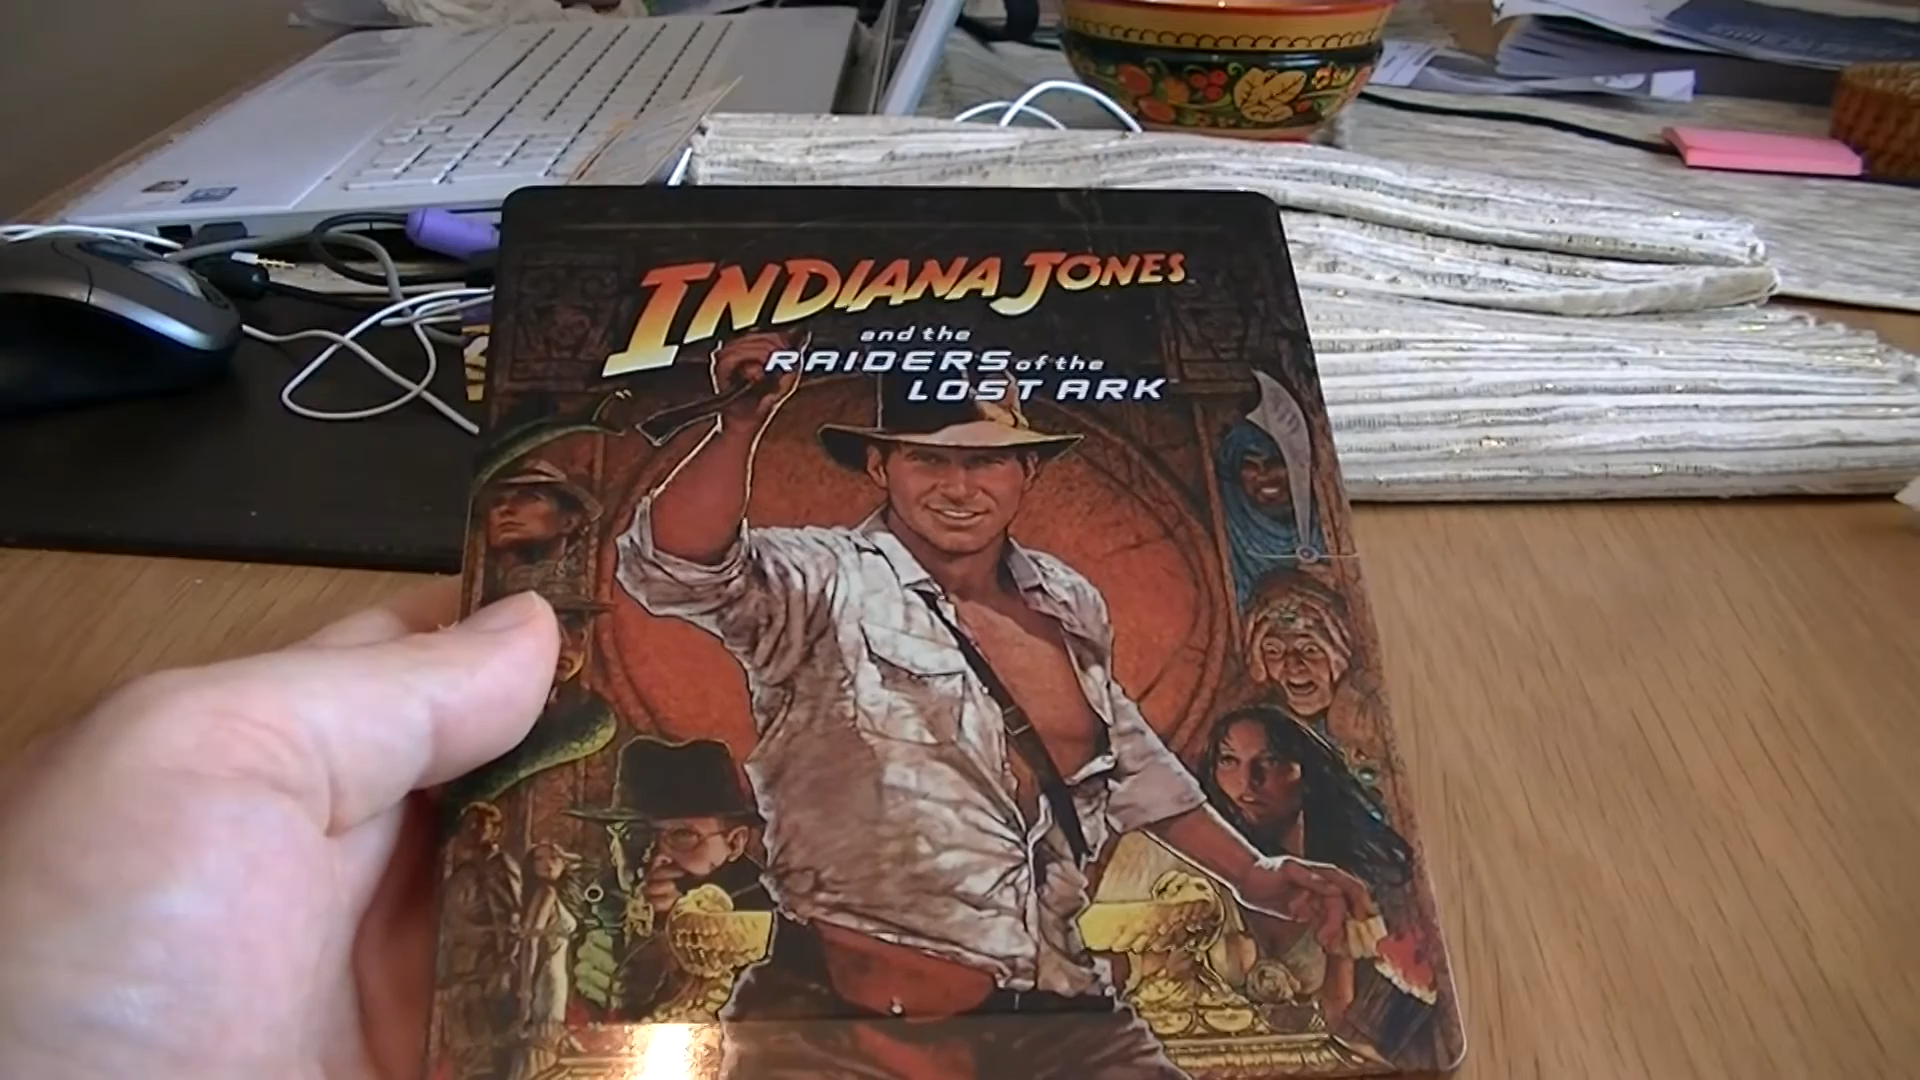 INDIANA JONES
and the
RAIDERS of the
LOST ARK